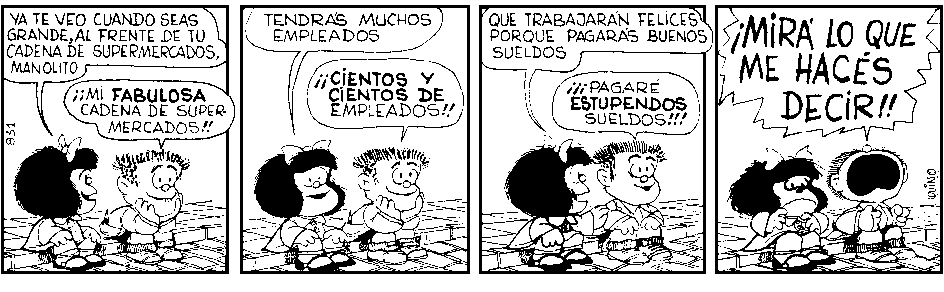 YA TE VEO CUANDO SEAS
GRANDE, AL FRENTE DE TU
CADENA DE SUPERMERCADOS,
MANOLITO
¡¡MI FABULOSA
CADENA DE SUPER-
MERCADOS!!
831
TENDRÁS MUCHOS
EMPLEADOS
¡¡CIENTOS Y
CIENTOS DE
EMPLEADOS!!
QUE TRABAJARÁN FELICES
PORQUE PAGARÁS BUENOS
SUELDOS
¡¡¡PAGARÉ
ESTUPENDOS
SUELDOS!!!
¡¡MIRÁ LO QUE
ME HACÉS
DECIR!!
QUINO